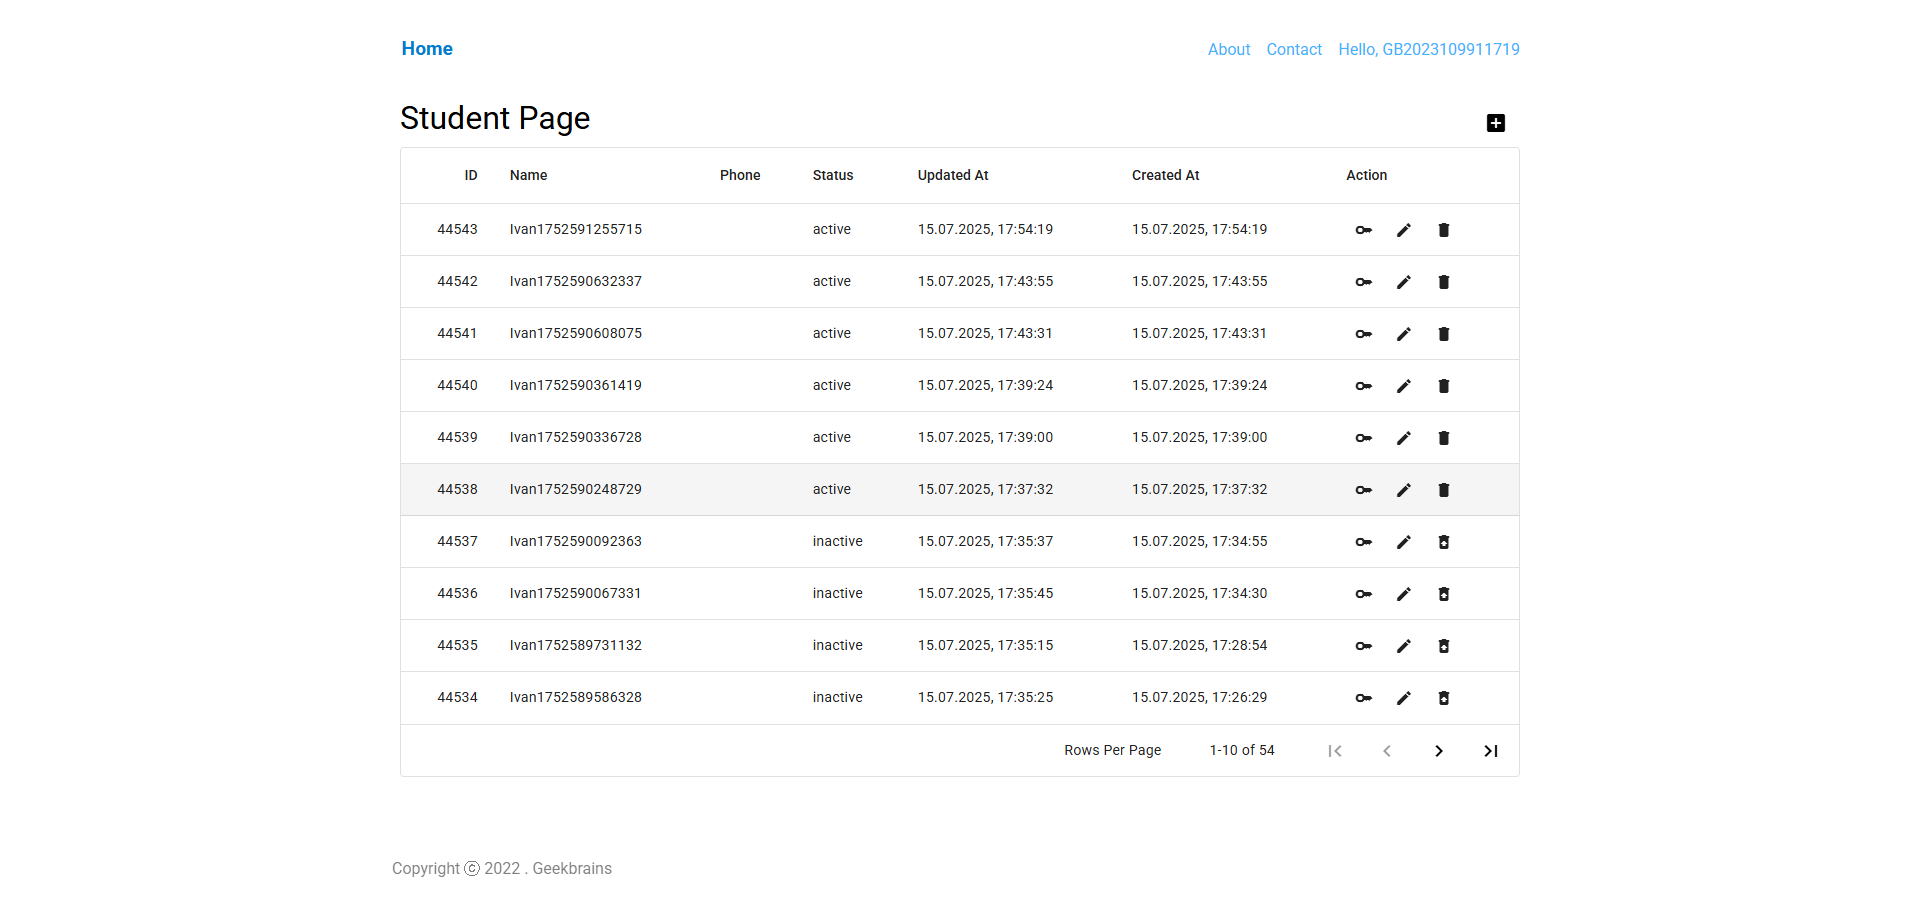 Home About Contact Hello, GB2023109911719
Student Page
ID Name Phone Status Updated At Created At Action
44543 Ivan1752591255715 active 15.07.2025, 17:54:19 15.07.2025, 17:54:19
44542 Ivan1752590632337 active 15.07.2025, 17:43:55 15.07.2025, 17:43:55
44541 Ivan1752590608075 active 15.07.2025, 17:43:31 15.07.2025, 17:43:31
44540 Ivan1752590361419 active 15.07.2025, 17:39:24 15.07.2025, 17:39:24
44539 Ivan1752590336728 active 15.07.2025, 17:39:00 15.07.2025, 17:39:00
44538 Ivan1752590248729 active 15.07.2025, 17:37:32 15.07.2025, 17:37:32
44537 Ivan1752590092363 inactive 15.07.2025, 17:35:37 15.07.2025, 17:34:55
44536 Ivan1752590067331 inactive 15.07.2025, 17:35:45 15.07.2025, 17:34:30
44535 Ivan1752589731132 inactive 15.07.2025, 17:35:15 15.07.2025, 17:28:54
44534 Ivan1752589586328 inactive 15.07.2025, 17:35:25 15.07.2025, 17:26:29
Rows Per Page 1-10 of 54
Copyright ⓒ 2022 . Geekbrains